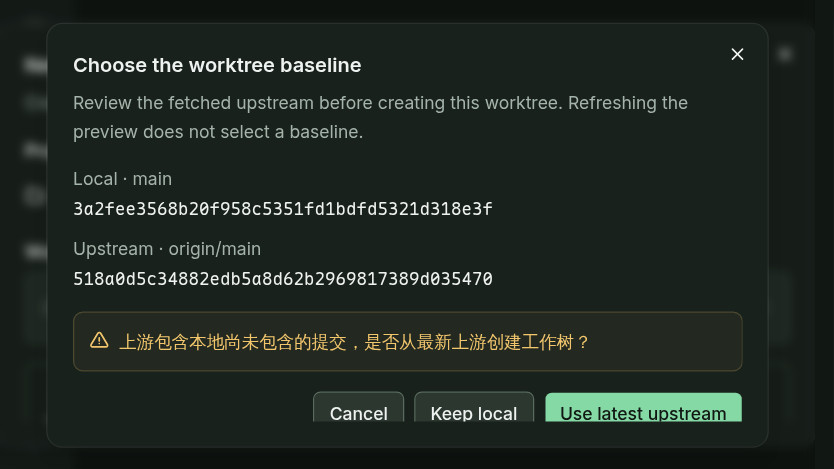 Choose the worktree baseline
Review the fetched upstream before creating this worktree. Refreshing the
preview does not select a baseline.
Local · main
3a2fee3568b20f958c5351fd1bdfd5321d318e3f
Upstream · origin/main
518a0d5c34882edb5a8d62b2969817389d035470
上游包含本地尚未包含的提交，是否从最新上游创建工作树？
Cancel
Keep local
Use latest upstream